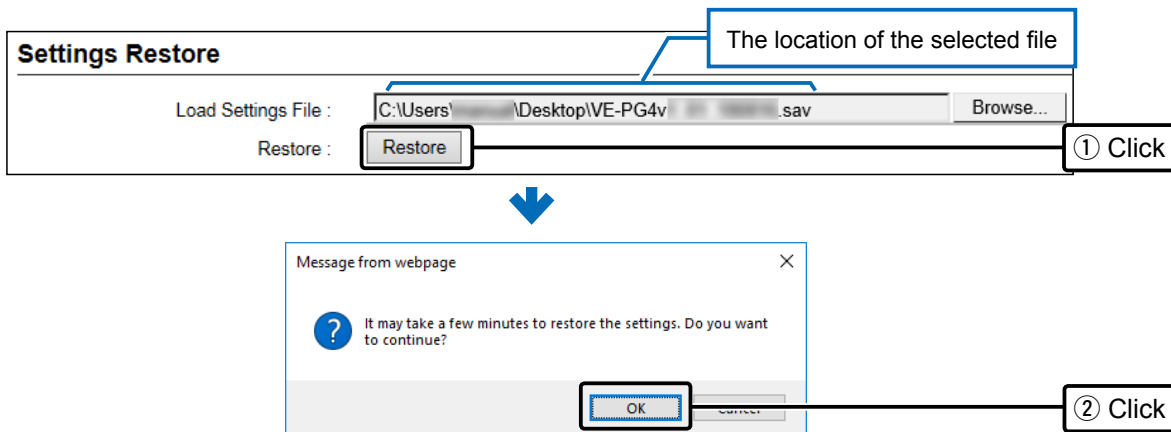 The location of the selected file
Settings Restore
Load Settings File : C:\Users\ \Desktop\VE-PG4v .sav Browse...
Restore : Restore
① Click
Message from webpage
It may take a few minutes to restore the settings. Do you want
to continue?
OK Cancel
② Click